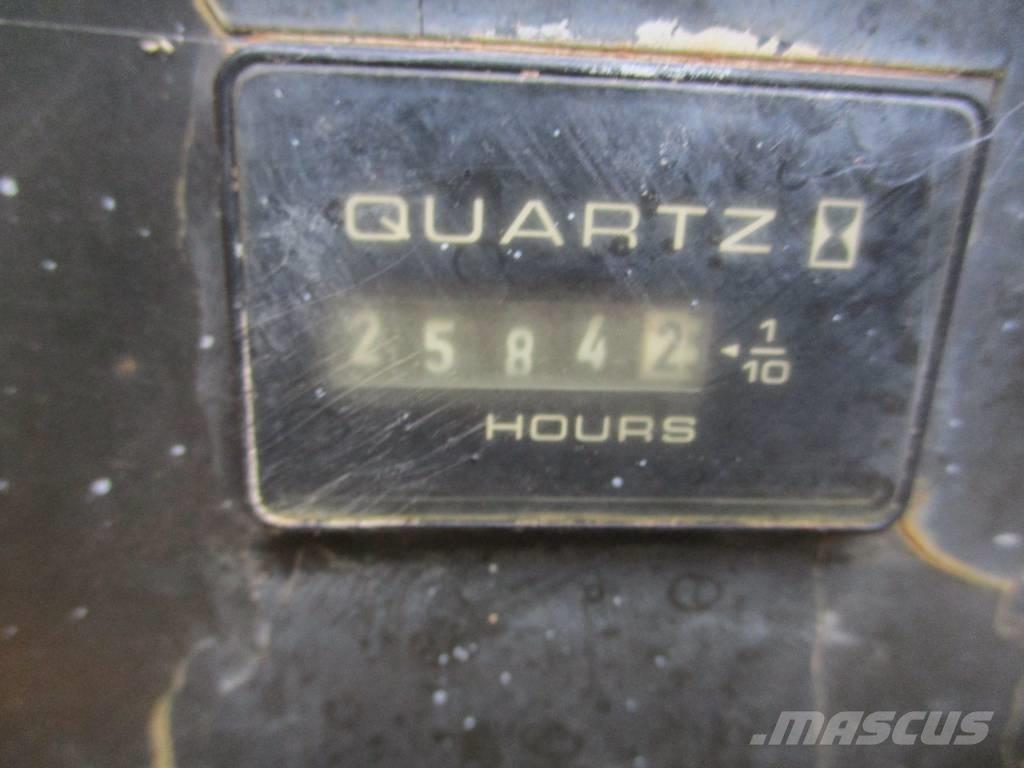 QUARTZ
25842 1/10
HOURS
MASCUS